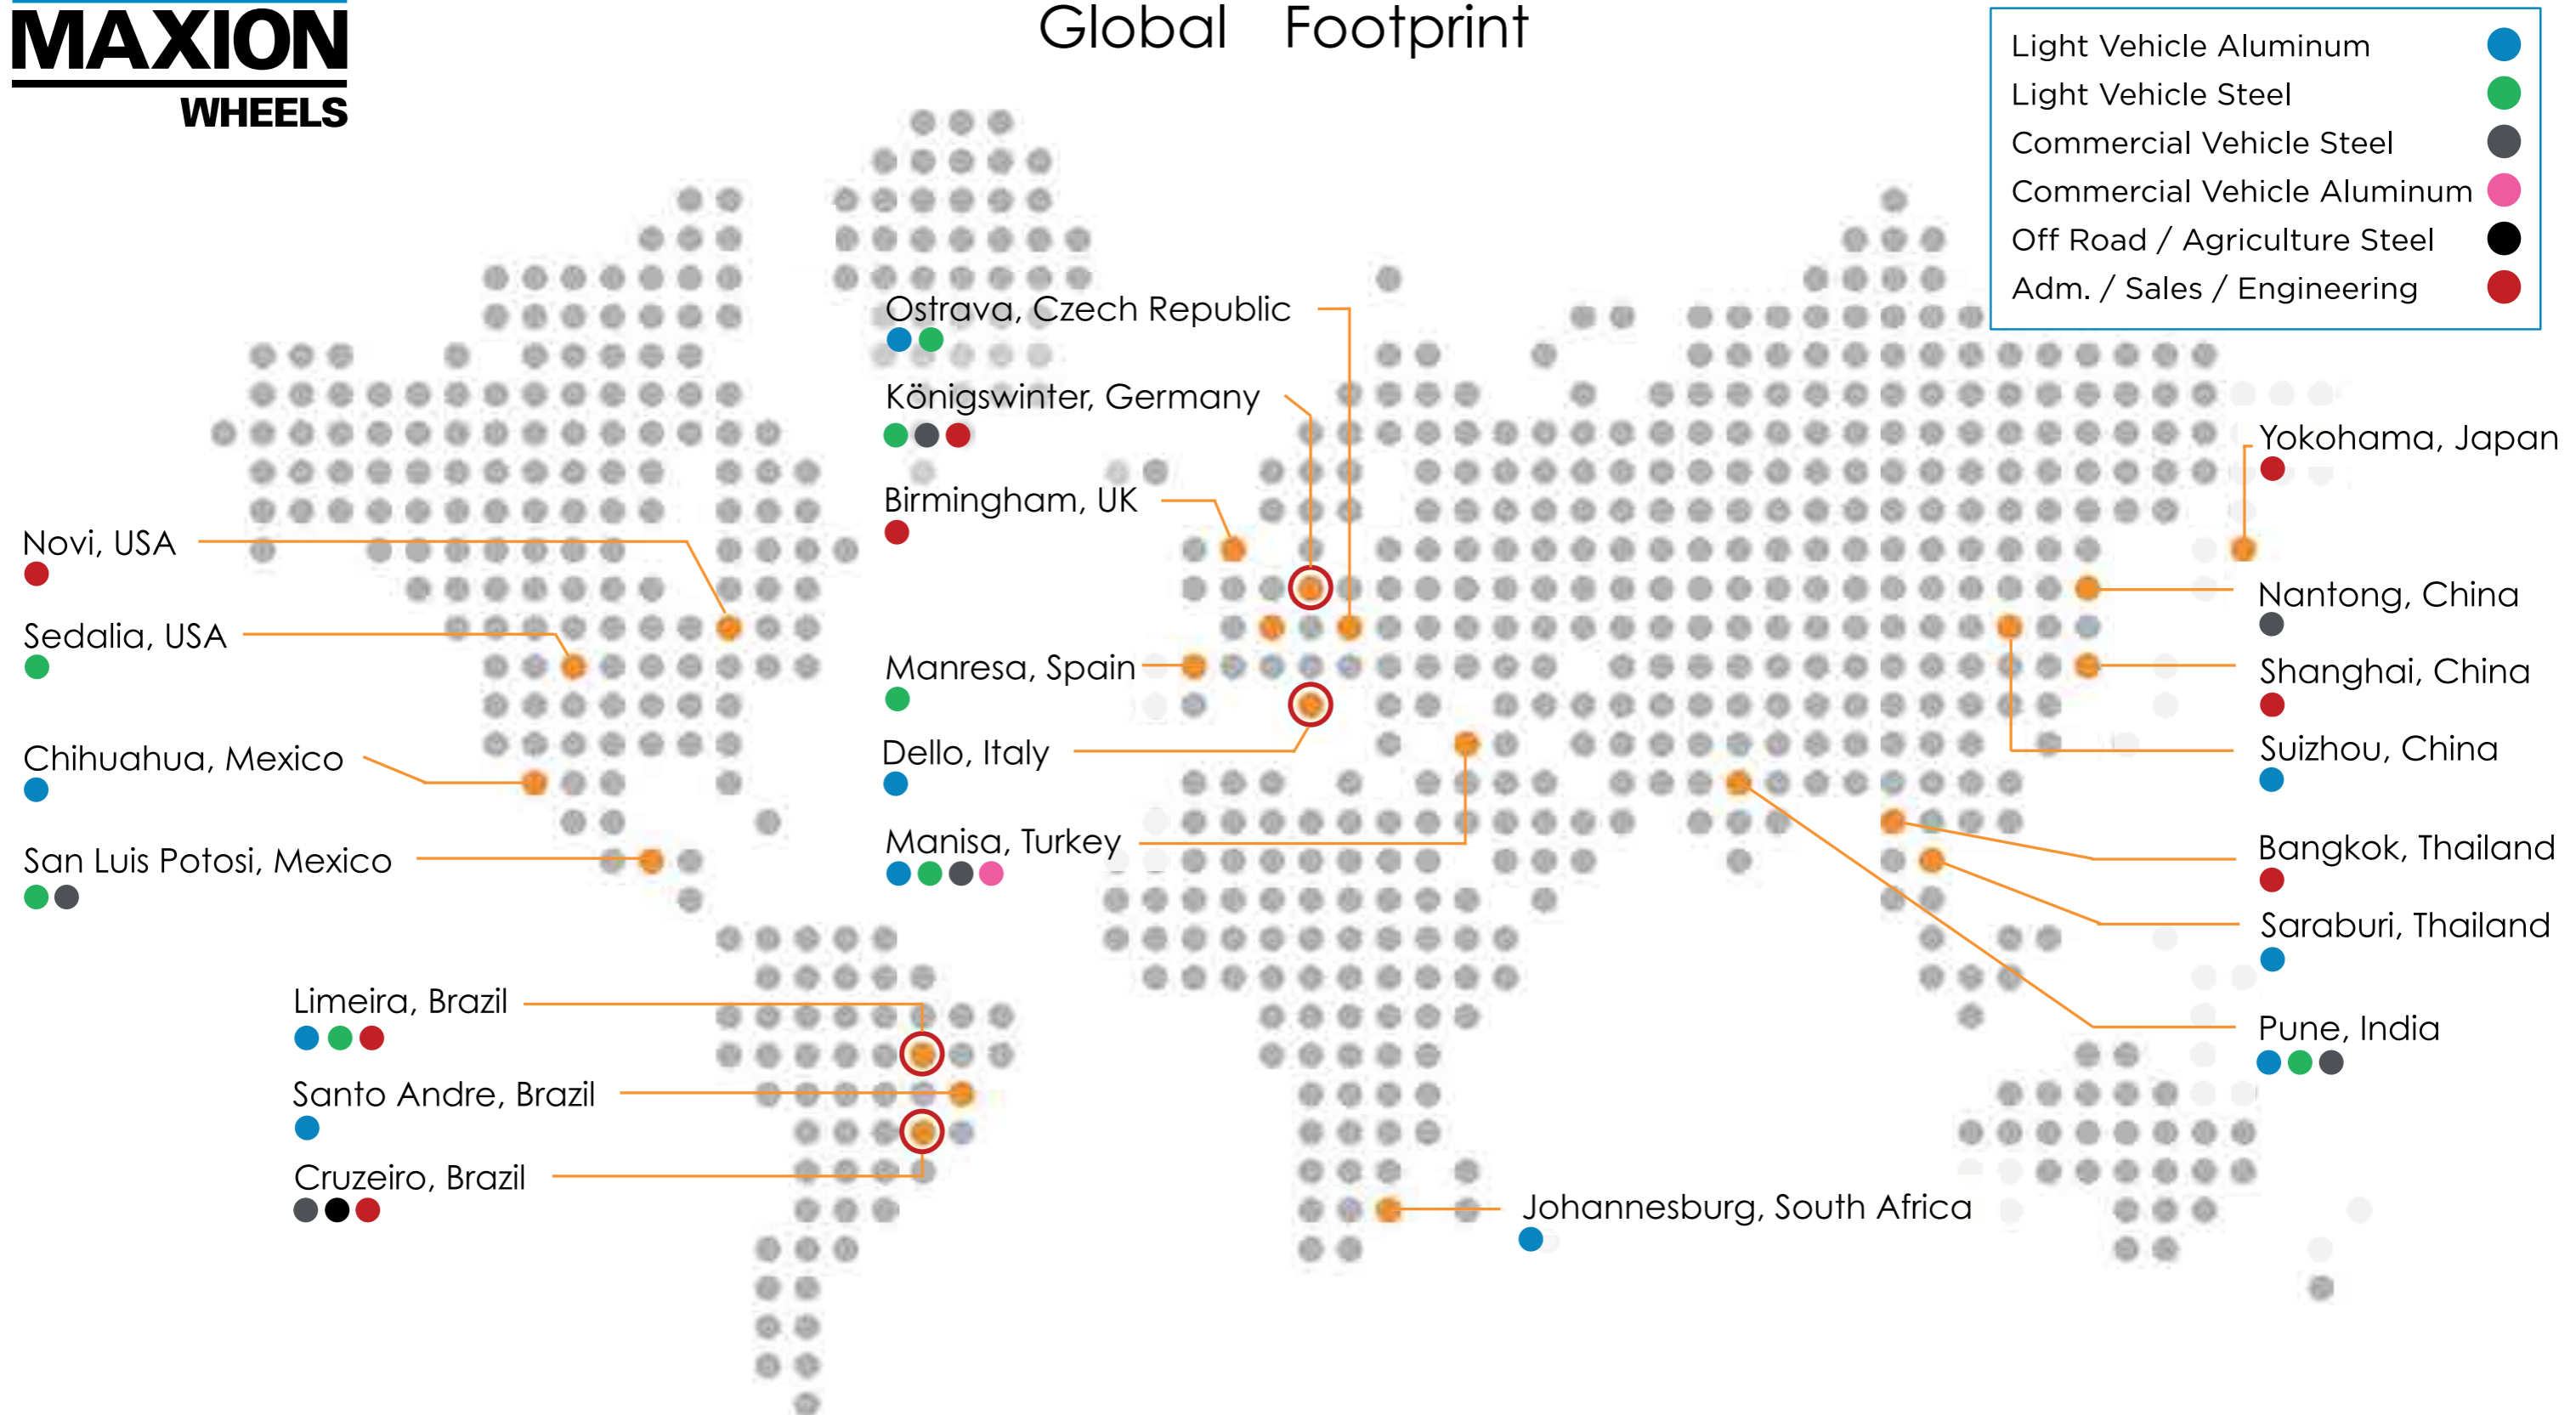 MAXION
WHEELS
Global Footprint
Light Vehicle Aluminum
Light Vehicle Steel
Commercial Vehicle Steel
Commercial Vehicle Aluminum
Off Road / Agriculture Steel
Adm. / Sales / Engineering
Novi, USA
Sedalia, USA
Chihuahua, Mexico
San Luis Potosi, Mexico
Limeira, Brazil
Santo Andre, Brazil
Cruzeiro, Brazil
Ostrava, Czech Republic
Königswinter, Germany
Birmingham, UK
Manresa, Spain
Dello, Italy
Manisa, Turkey
Johannesburg, South Africa
Yokohama, Japan
Nantong, China
Shanghai, China
Suizhou, China
Bangkok, Thailand
Saraburi, Thailand
Pune, India